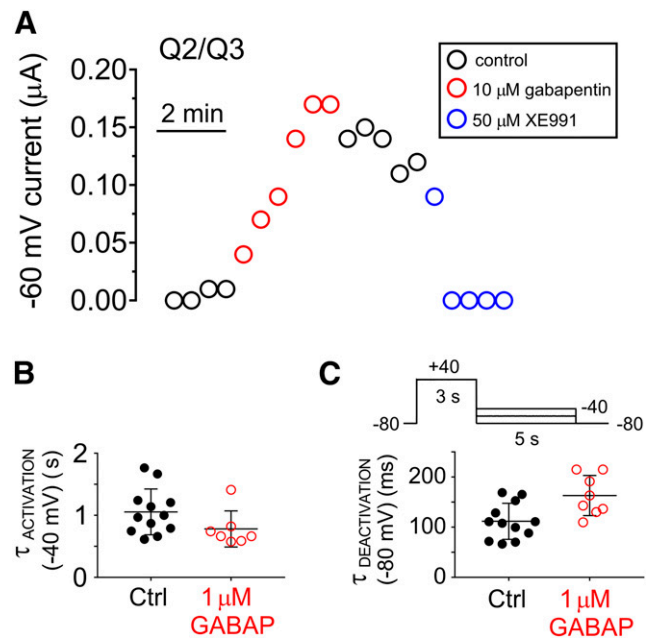 A
Q2/Q3
control
10 μM gabapentin
50 μM XE991
2 min
-60 mV current (μA)
0.20
0.15
0.10
0.05
0.00
B
τ ACTIVATION
(-40 mV) (s)
2
1
0
Ctrl
1 μM
GABAP
C
+40
3 s
-40
-80
-80
5 s
τ DEACTIVATION
(-80 mV) (ms)
200
100
0
Ctrl
1 μM
GABAP